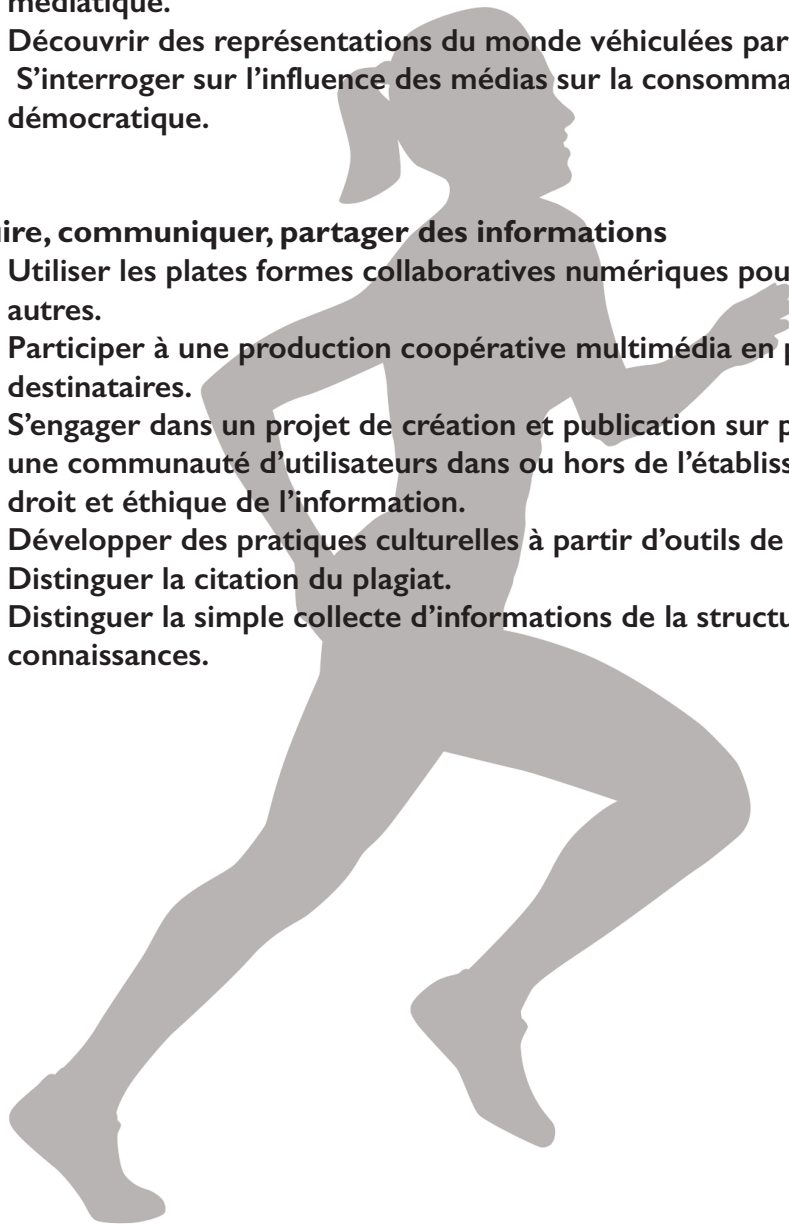 médiatique.
Découvrir des représentations du monde véhiculées par
S’interroger sur l’influence des médias sur la consomma
démocratique.
ire, communiquer, partager des informations
Utiliser les plates formes collaboratives numériques pou
autres.
Participer à une production coopérative multimédia en p
destinataires.
S’engager dans un projet de création et publication sur p
une communauté d’utilisateurs dans ou hors de l’établiss
droit et éthique de l’information.
Développer des pratiques culturelles à partir d’outils de
Distinguer la citation du plagiat.
Distinguer la simple collecte d’informations de la structu
connaissances.